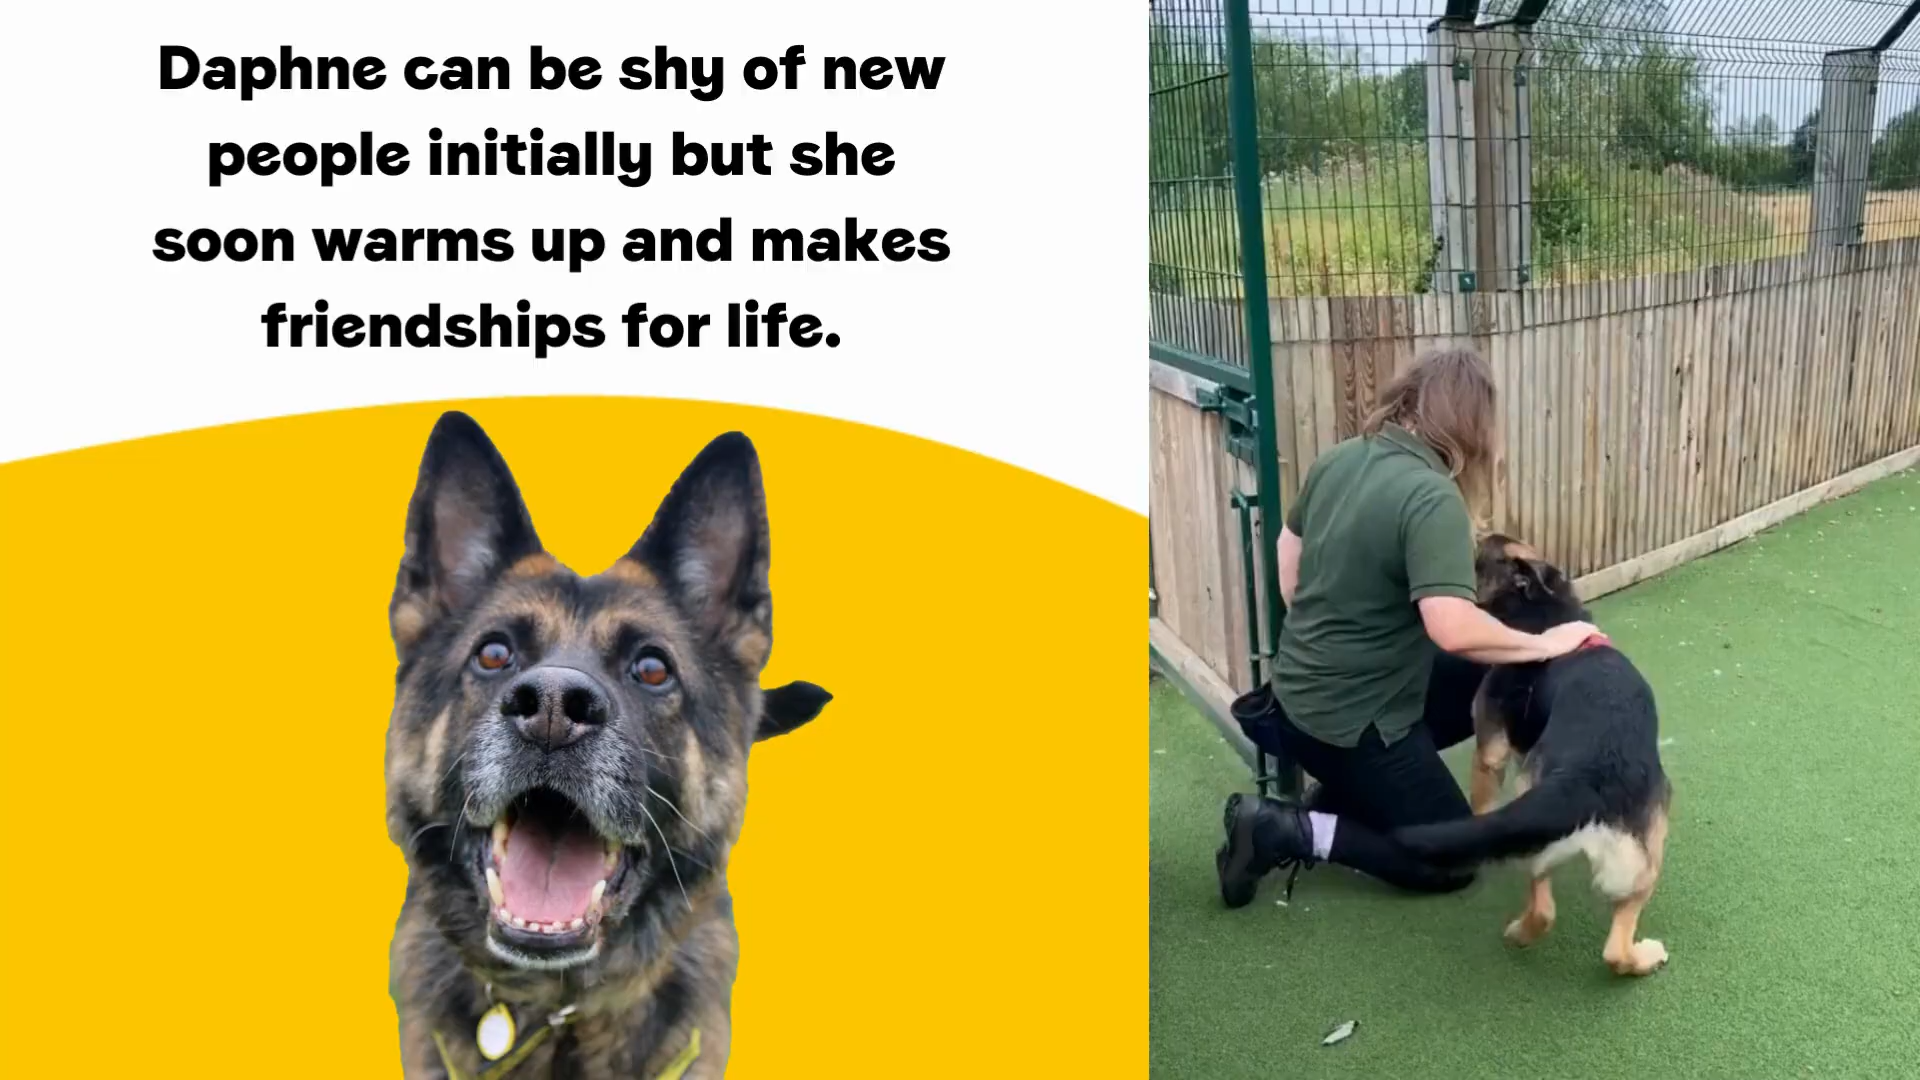 Daphne can be shy of new
people initially but she
soon warms up and makes
friendships for life.